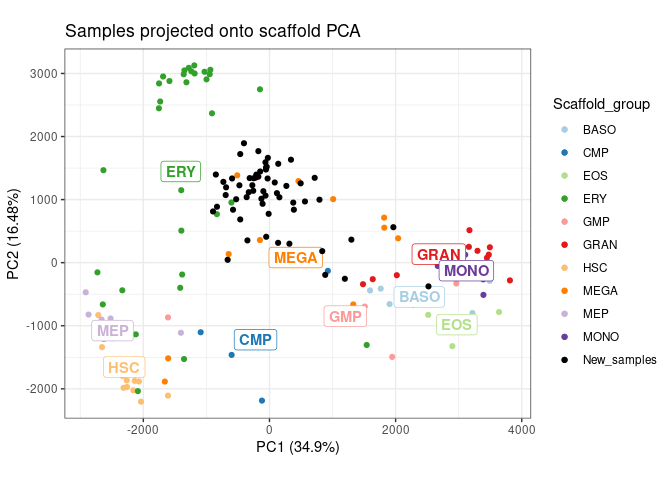 Samples projected onto scaffold PCA
3000
2000
1000
0
-1000
-2000
-2000
0
2000
4000
PC1 (34.9%)
PC2 (16.48%)
ERY
MEGA
GRAN
MONO
BASO
GMP
EOS
MEP
CMP
HSC
Scaffold_group
BASO
CMP
EOS
ERY
GMP
GRAN
HSC
MEGA
MEP
MONO
New_samples